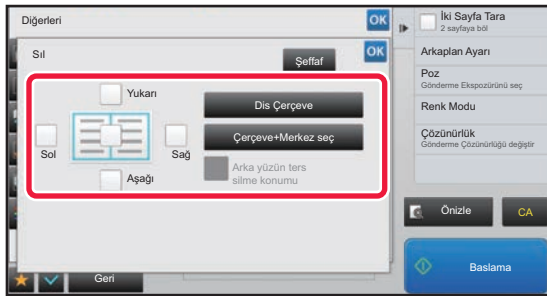 Diğerleri
OK
Sıl
Şeffaf
OK
Yukarı
Sol
Sağ
Aşağı
Dis Çerçeve
Çerçeve+Merkez seç
Arka yüzün ters
silme konumu
Geri
İki Sayfa Tara
2 sayfaya böl
Arkaplan Ayarı
Poz
Gönderme Ekspozürünü seç
Renk Modu
Çözünürlük
Gönderme Çözünürlüğü değiştir
Önizle
CA
Baslama